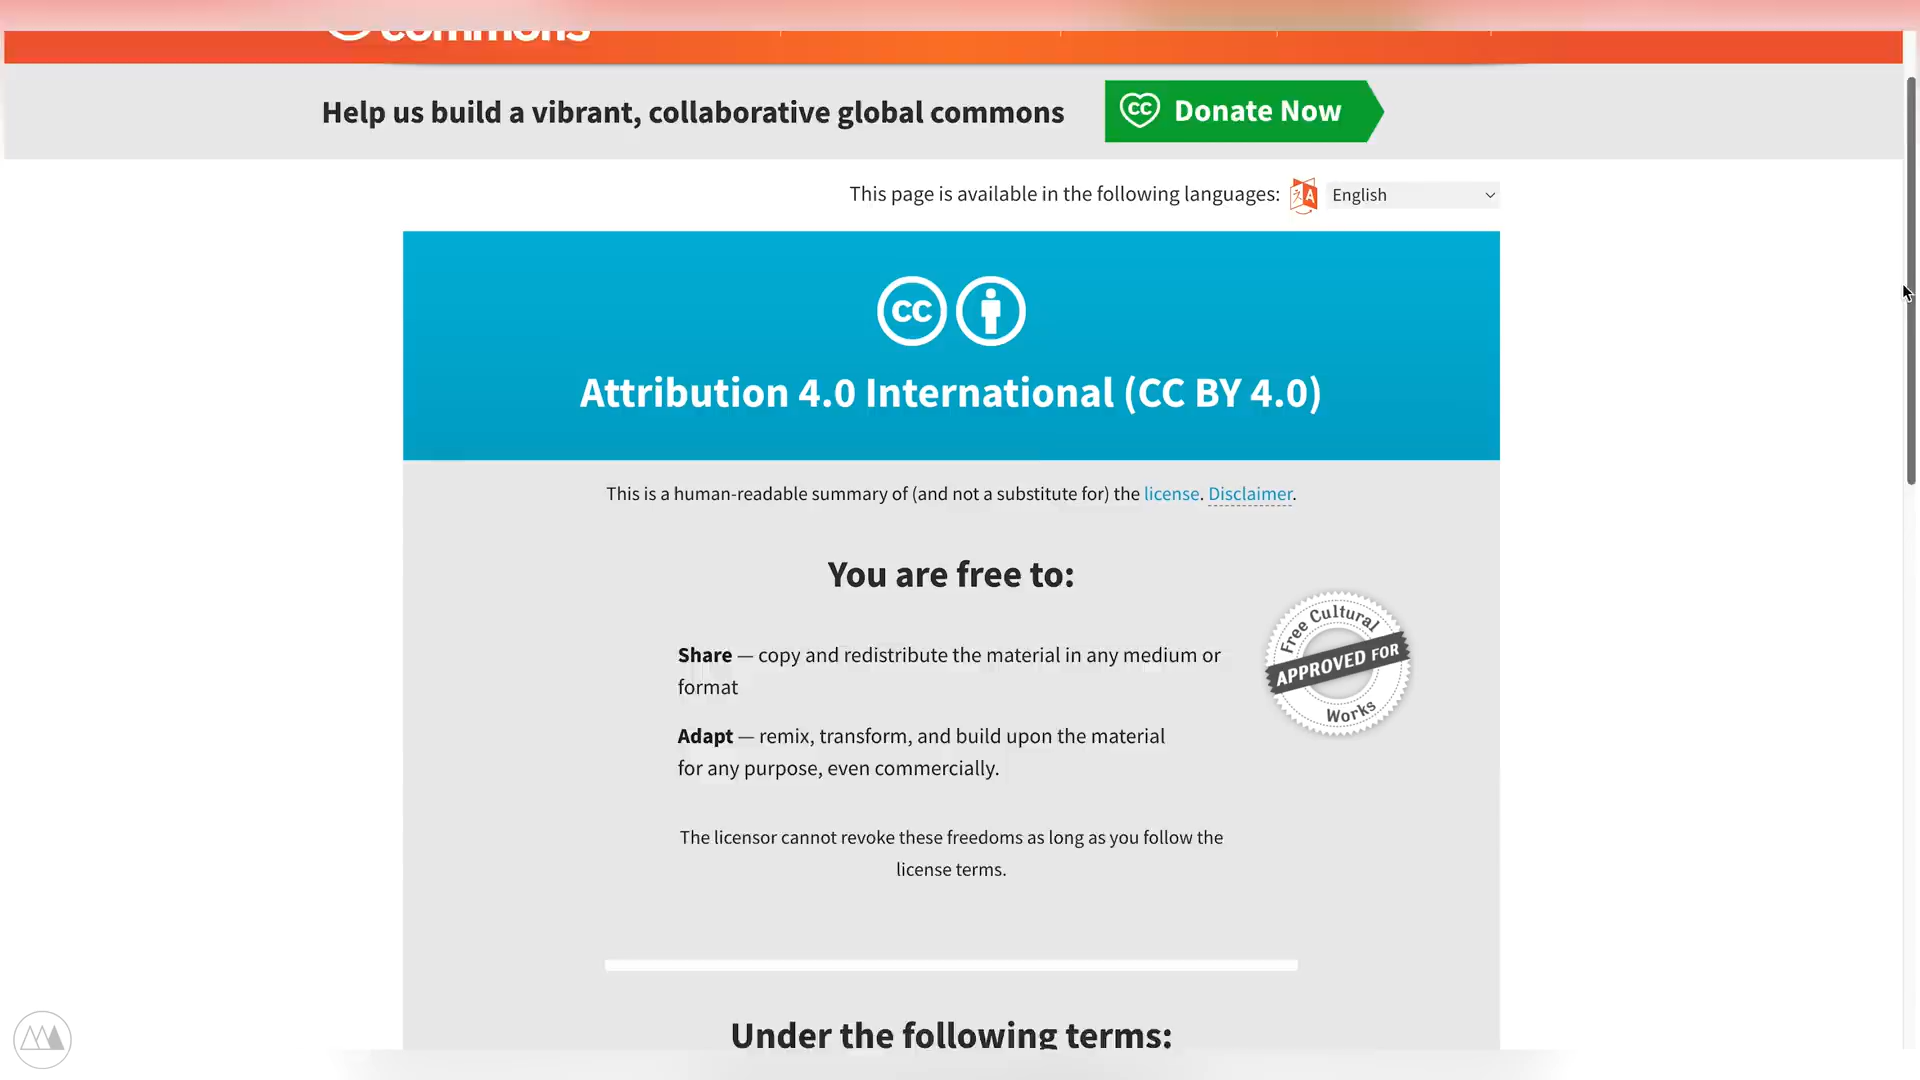 commons
Help us build a vibrant, collaborative global commons
CC Donate Now
This page is available in the following languages: English
cc
Attribution 4.0 International (CC BY 4.0)
This is a human-readable summary of (and not a substitute for) the license. Disclaimer.
You are free to:
Share — copy and redistribute the material in any medium or
format
Adapt — remix, transform, and build upon the material
for any purpose, even commercially.
Free Cultural
APPROVED FOR
Works
The licensor cannot revoke these freedoms as long as you follow the
license terms.
Under the following terms: